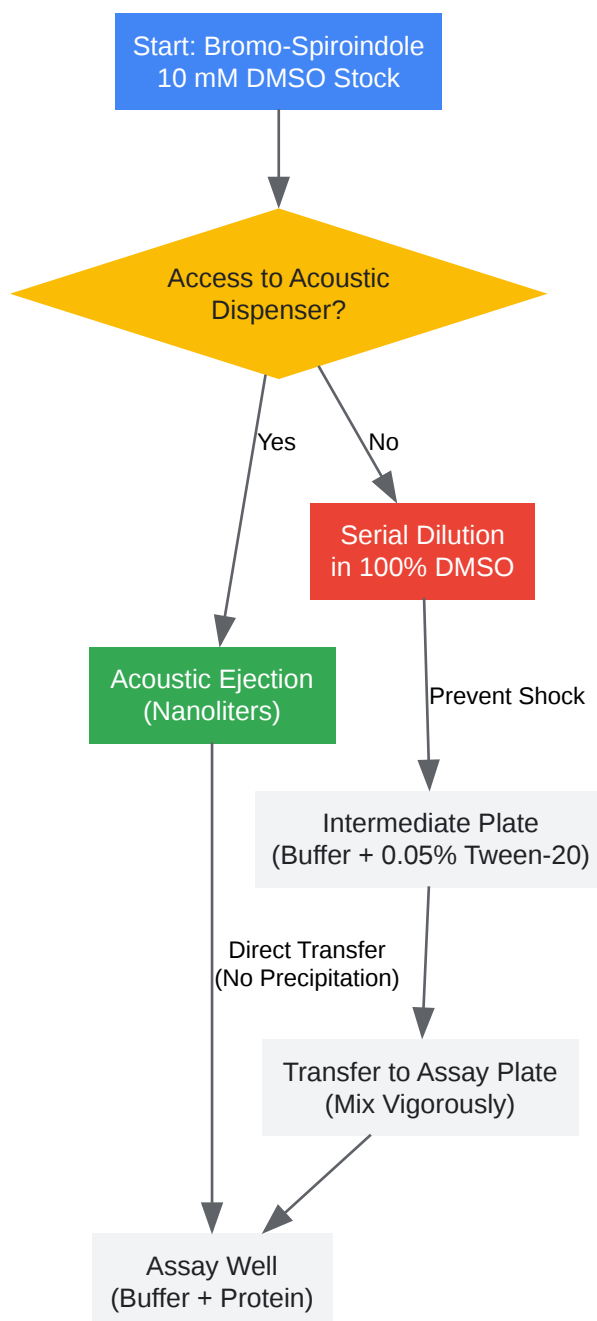 Start: Bromo-Spiroindole
10 mM DMSO Stock
Access to Acoustic
Dispenser?
Yes
No
Serial Dilution
in 100% DMSO
Acoustic Ejection
(Nanoliters)
Prevent Shock
Intermediate Plate
(Buffer + 0.05% Tween-20)
Direct Transfer
(No Precipitation)
Transfer to Assay Plate
(Mix Vigorously)
Assay Well
(Buffer + Protein)